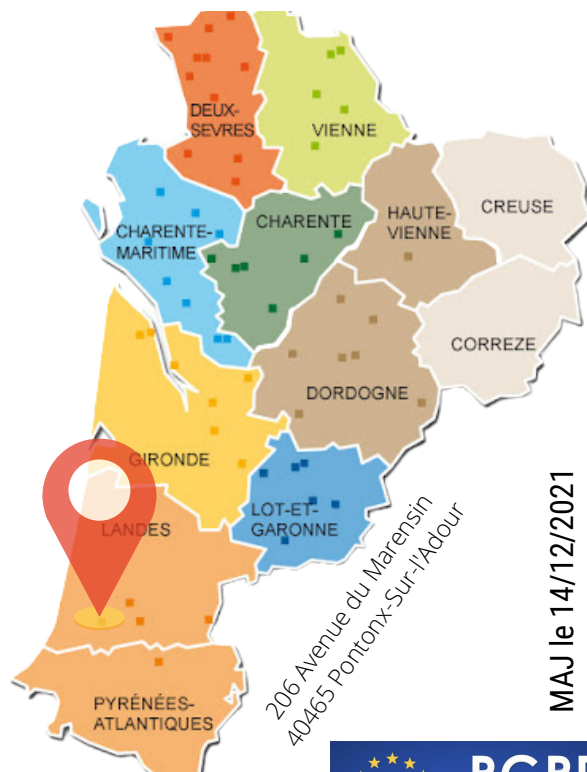 DEUX-
SEVRES
VIENNE
CHARENTE-
MARITIME
CHARENTE
HAUTE-
VIENNE
CREUSE
CORREZE
DORDOGNE
GIRONDE
LOT-ET-
GARONNE
LANDES
PYRÉNÉES-
ATLANTIQUES
206 Avenue du Marensin
40465 Pontonx-Sur-l'Adour
MAJ le 14/12/2021